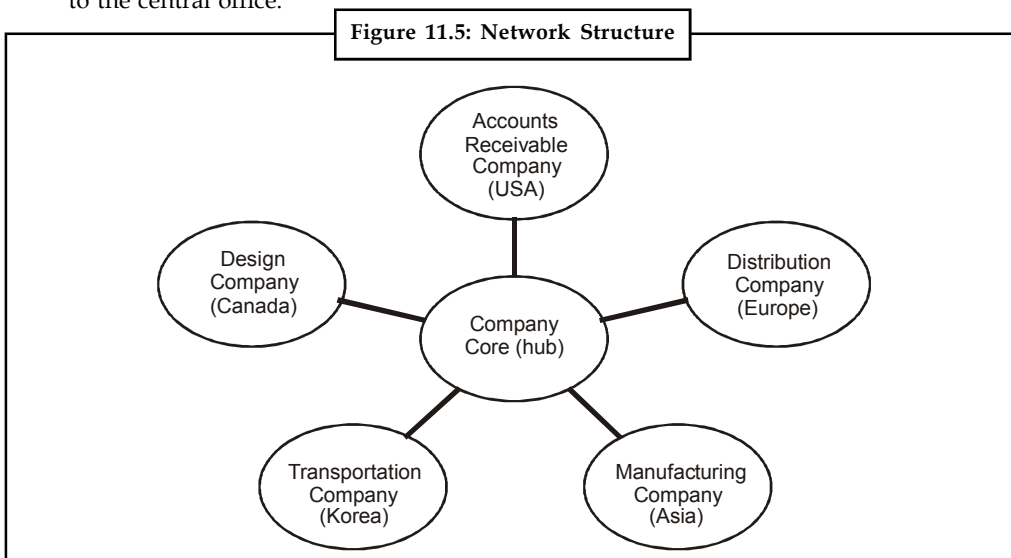 to the central office.
Figure 11.5: Network Structure
Accounts
Receivable
Company
(USA)
Design
Company
(Canada)
Distribution
Company
(Europe)
Company
Core (hub)
Transportation
Company
(Korea)
Manufacturing
Company
(Asia)